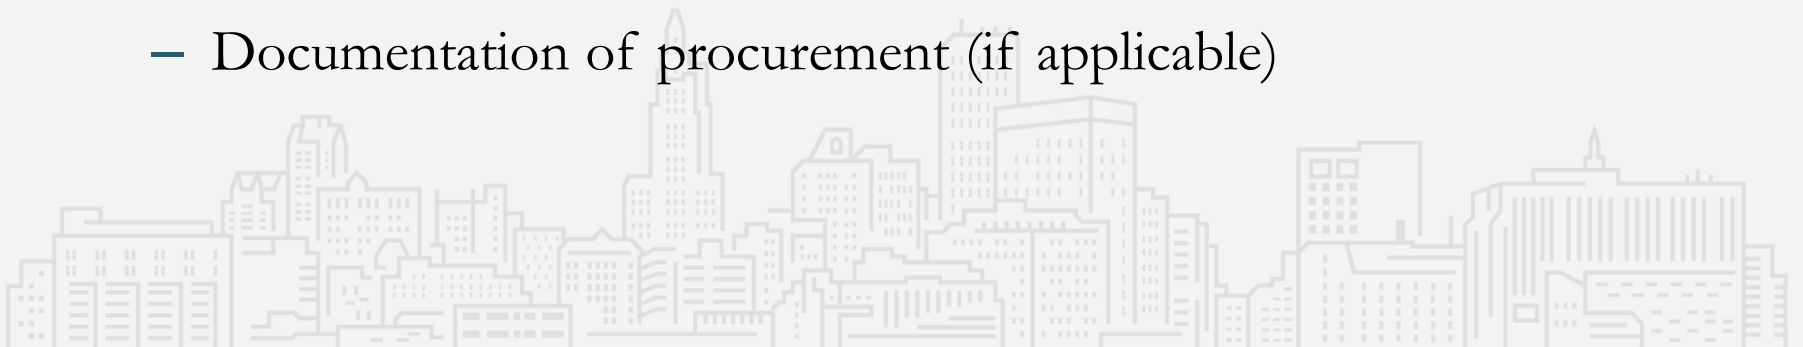 – Documentation of procurement (if applicable)